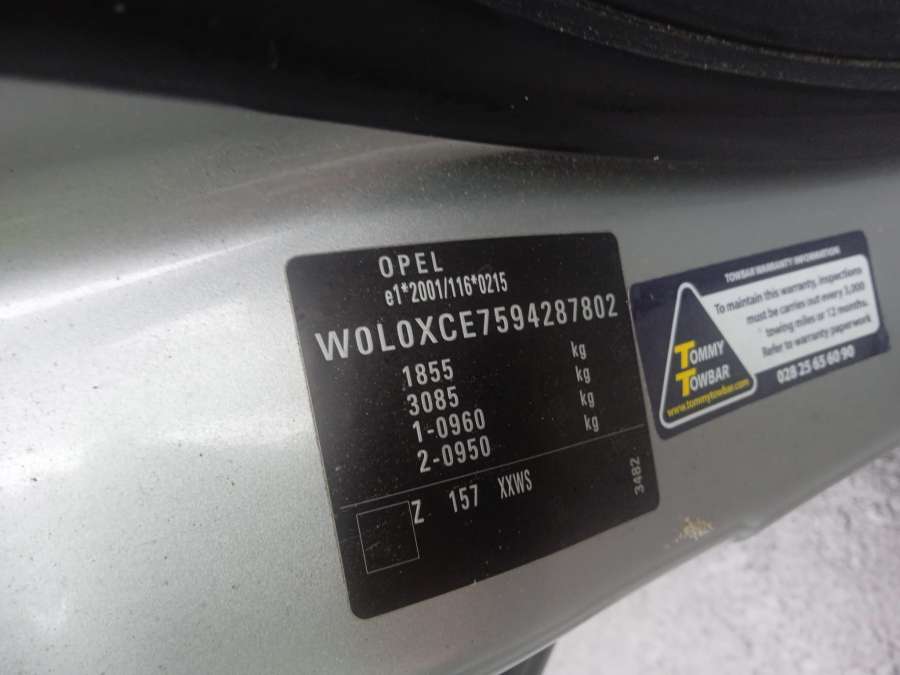 OPEL
e1*2001/116*0215
W0L0XCE7594287802
1855 kg
3085 kg
1-0960 kg
2-0950 kg
Z 157 XXWS
3482
TOWBAR WARRANTY INFORMATION
To maintain this warranty, inspections
must be carries out every 3,000
towing miles or 12 months.
Refer to warranty paperwork
028 25 65 60 90
TOMMY
TOWBAR
www.tommytowbar.com